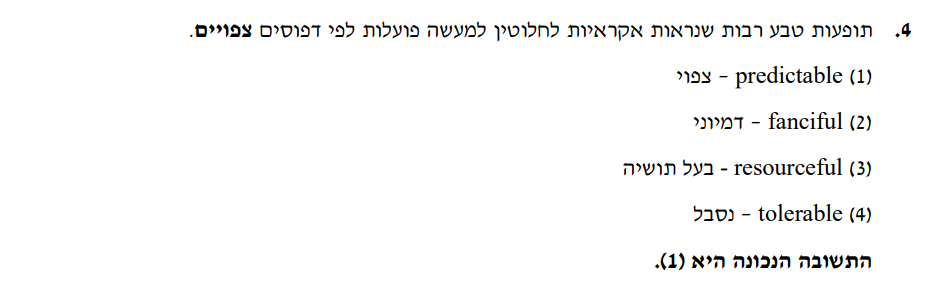 4. תופעות טבע רבות שנראות אקראיות לחלוטין למעשה פועלות לפי דפוסים צפויים.
(1) predictable – צפוי
(2) fanciful – דמיוני
(3) resourceful - בעל תושיה
(4) tolerable – נסבל
התשובה הנכונה היא (1).